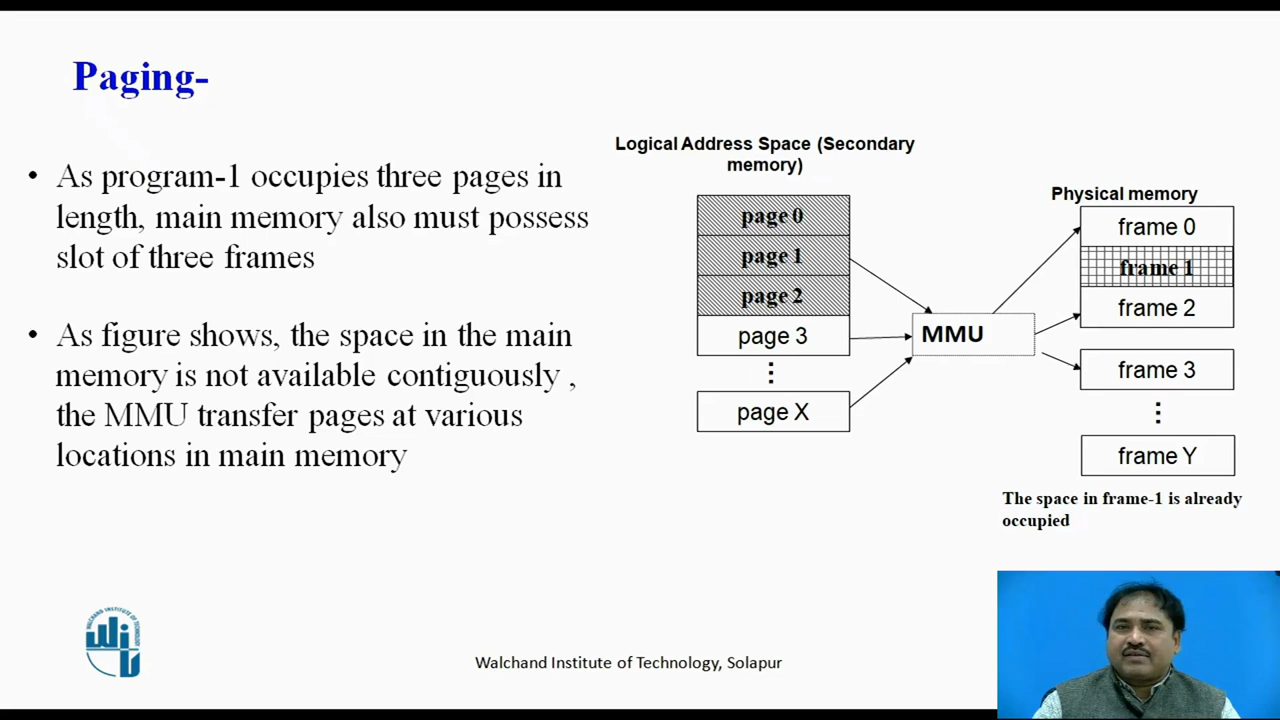 Paging-
• As program-1 occupies three pages in
length, main memory also must possess
slot of three frames
• As figure shows, the space in the main
memory is not available contiguously ,
the MMU transfer pages at various
locations in main memory
Logical Address Space (Secondary
memory)
page 0
page 1
page 2
page 3
⋮
page X
MMU
Physical memory
frame 0
frame 1
frame 2
frame 3
⋮
frame Y
The space in frame-1 is already
occupied
WALCHAND INSTITUTE OF TECHNOLOGY
Walchand Institute of Technology, Solapur